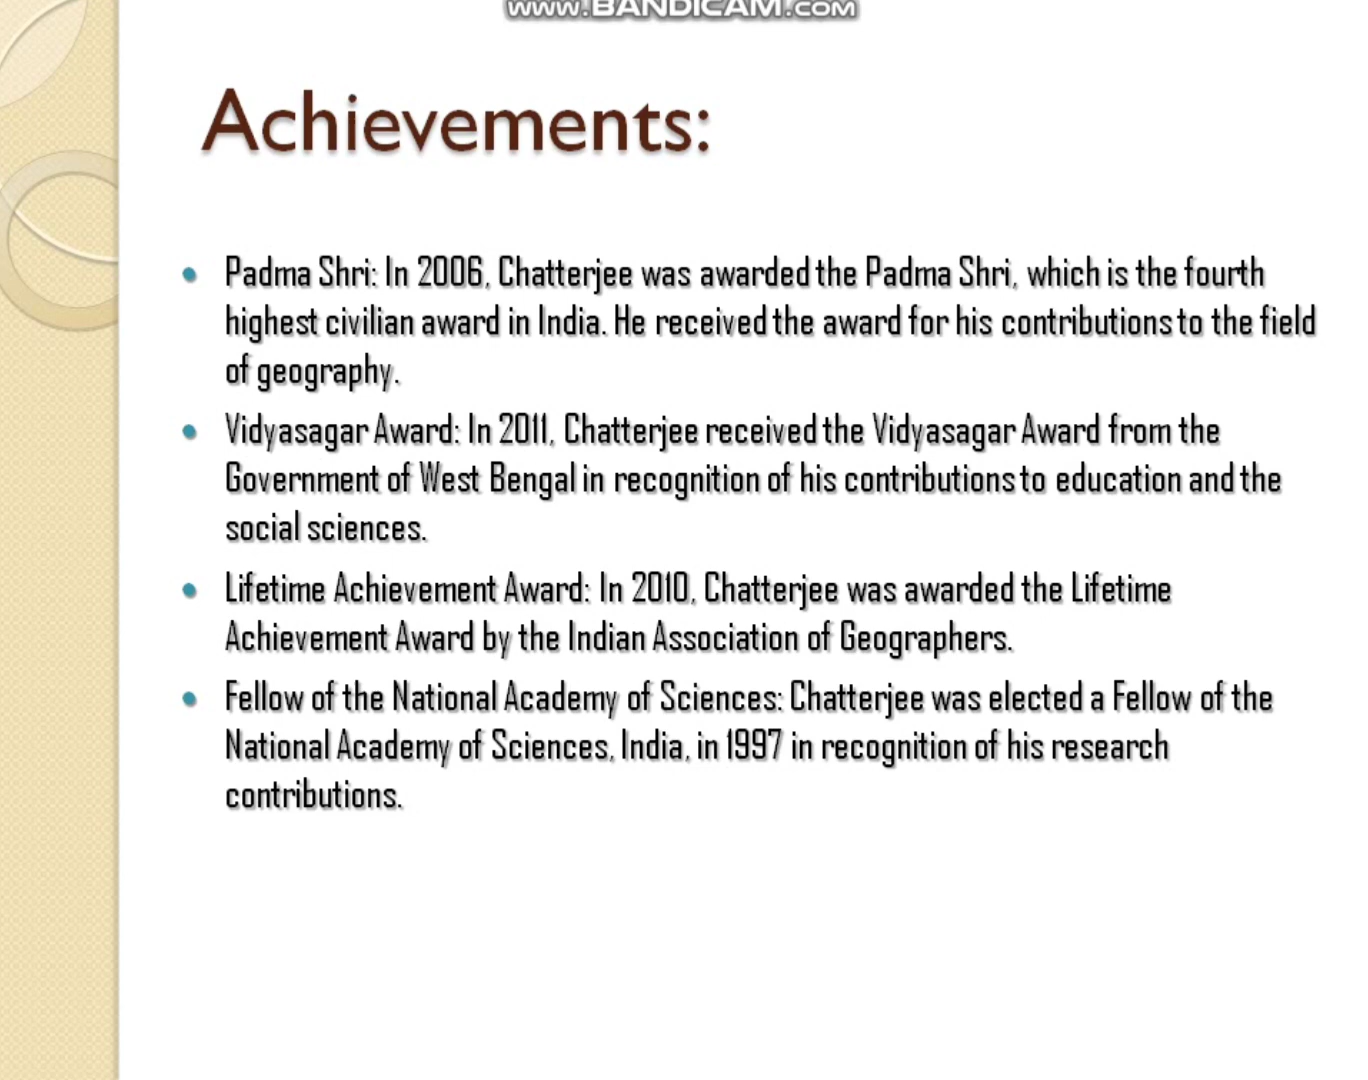 www.BANDICAM.com
Achievements:
• Padma Shri: In 2006, Chatterjee was awarded the Padma Shri, which is the fourth
highest civilian award in India. He received the award for his contributions to the field
of geography.
• Vidyasagar Award: In 2011, Chatterjee received the Vidyasagar Award from the
Government of West Bengal in recognition of his contributions to education and the
social sciences.
• Lifetime Achievement Award: In 2010, Chatterjee was awarded the Lifetime
Achievement Award by the Indian Association of Geographers.
• Fellow of the National Academy of Sciences: Chatterjee was elected a Fellow of the
National Academy of Sciences, India, in 1997 in recognition of his research
contributions.